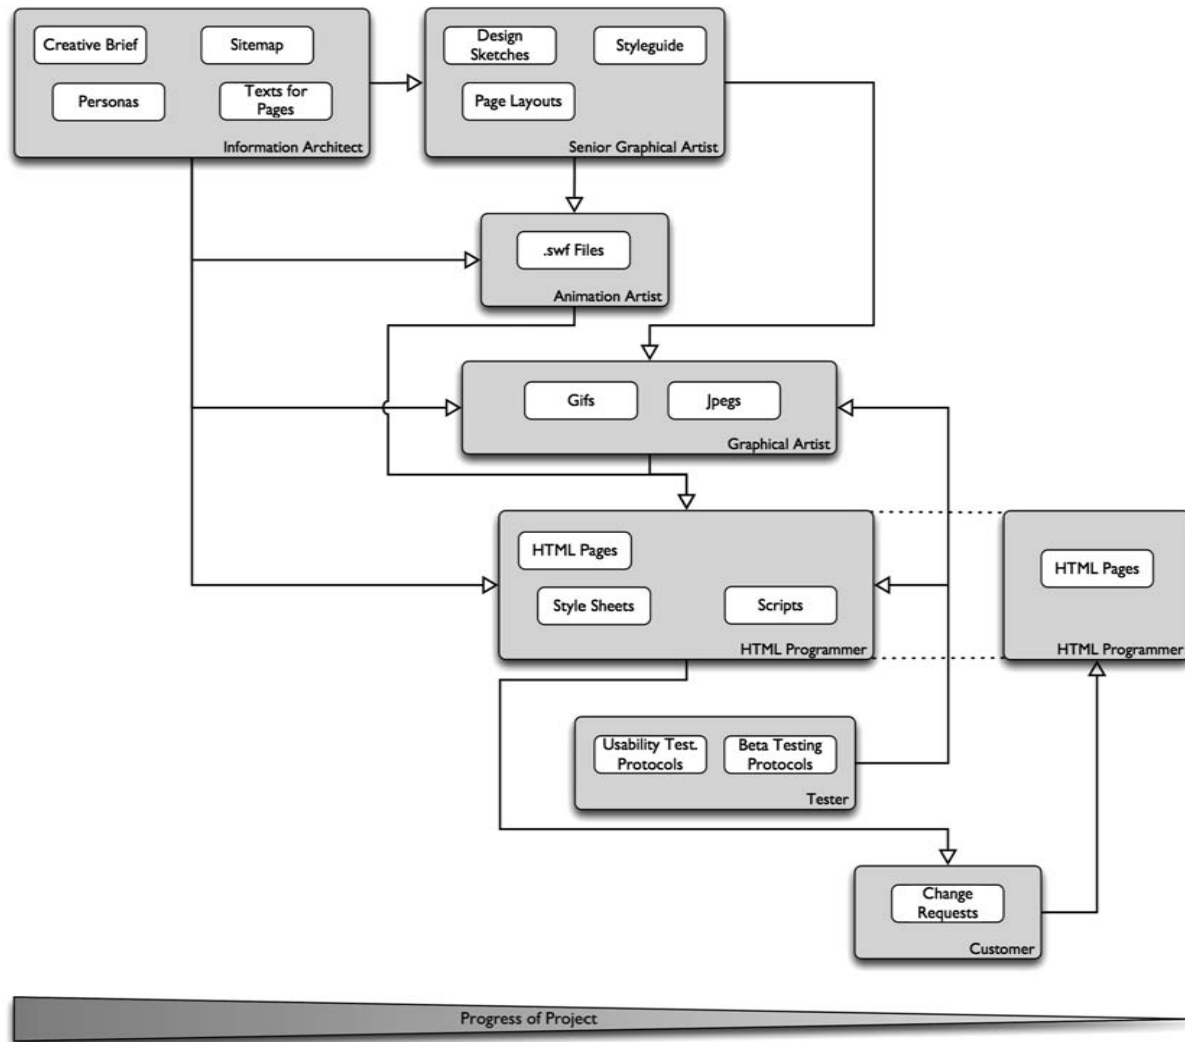 Creative Brief
Sitemap
Personas
Texts for
Pages
Information Architect
Design
Sketches
Styleguide
Page Layouts
Senior Graphical Artist
.swf Files
Animation Artist
Gifs
Jpegs
Graphical Artist
HTML Pages
Style Sheets
Scripts
HTML Programmer
HTML Pages
HTML Programmer
Usability Test.
Protocols
Beta Testing
Protocols
Tester
Change
Requests
Customer
Progress of Project